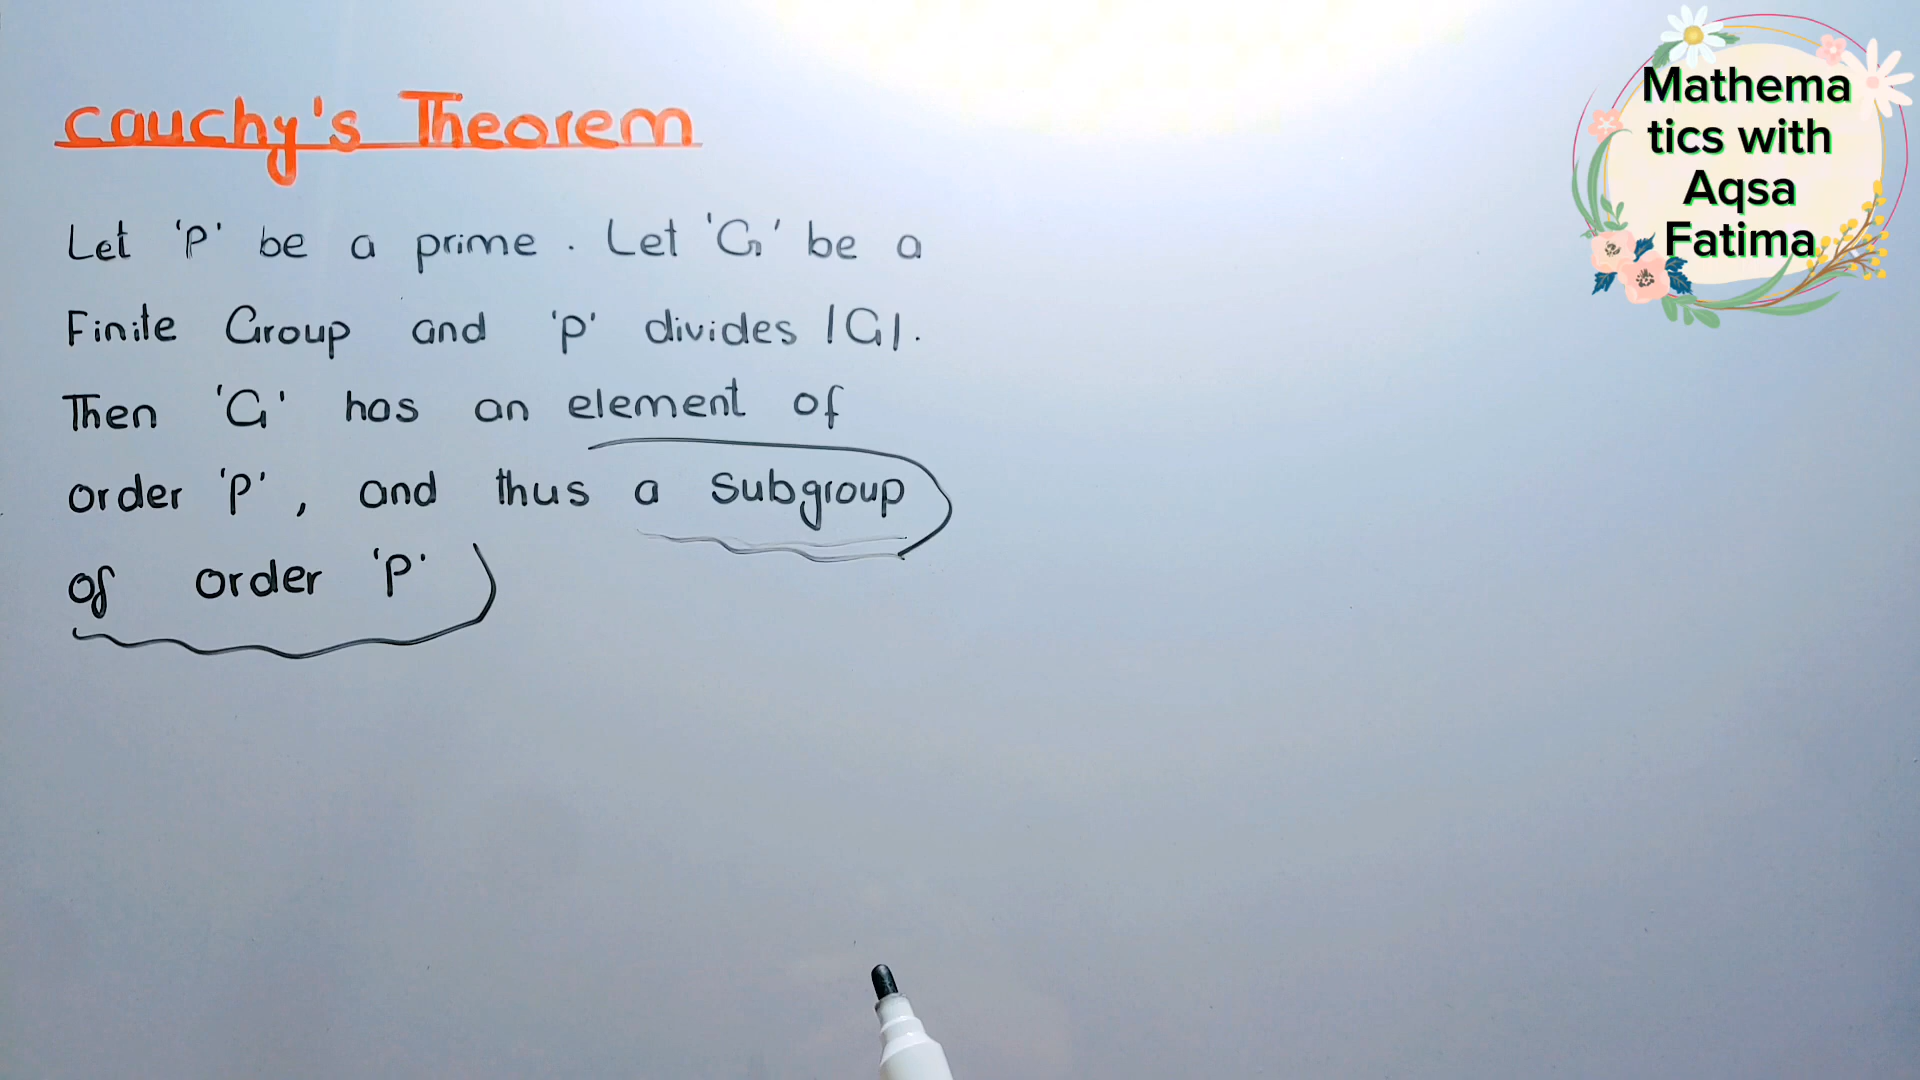 Cauchy's Theorem
Let 'P' be a prime. Let 'G' be a
Finite Group and 'P' divides |G|.
Then 'G' has an element of
order 'P', and thus a subgroup
of order 'P'
Mathema
tics with
Aqsa
Fatima